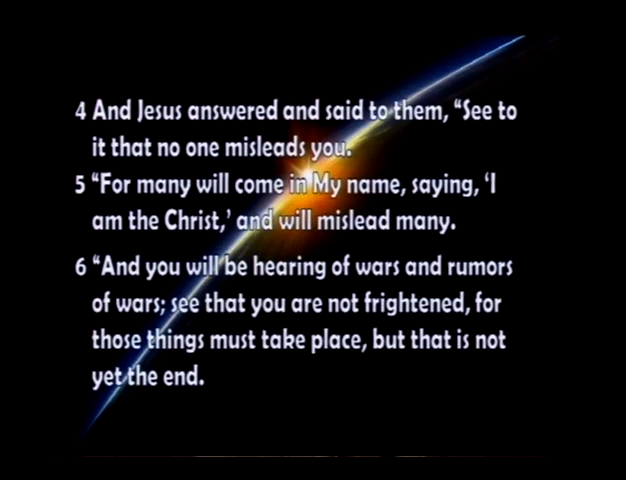 4 And Jesus answered and said to them, “See to
it that no one misleads you.
5 “For many will come in My name, saying, ‘I
am the Christ,’ and will mislead many.
6 “And you will be hearing of wars and rumors
of wars; see that you are not frightened, for
those things must take place, but that is not
yet the end.